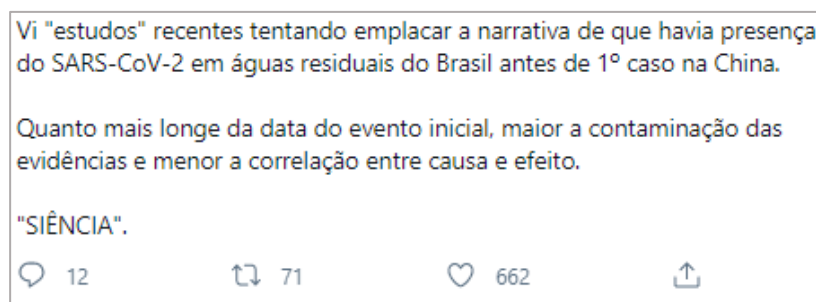 Vi "estudos" recentes tentando emplacar a narrativa de que havia presença
do SARS-CoV-2 em águas residuais do Brasil antes de 1º caso na China.
Quanto mais longe da data do evento inicial, maior a contaminação das
evidências e menor a correlação entre causa e efeito.
"SIÊNCIA".
12 71 662